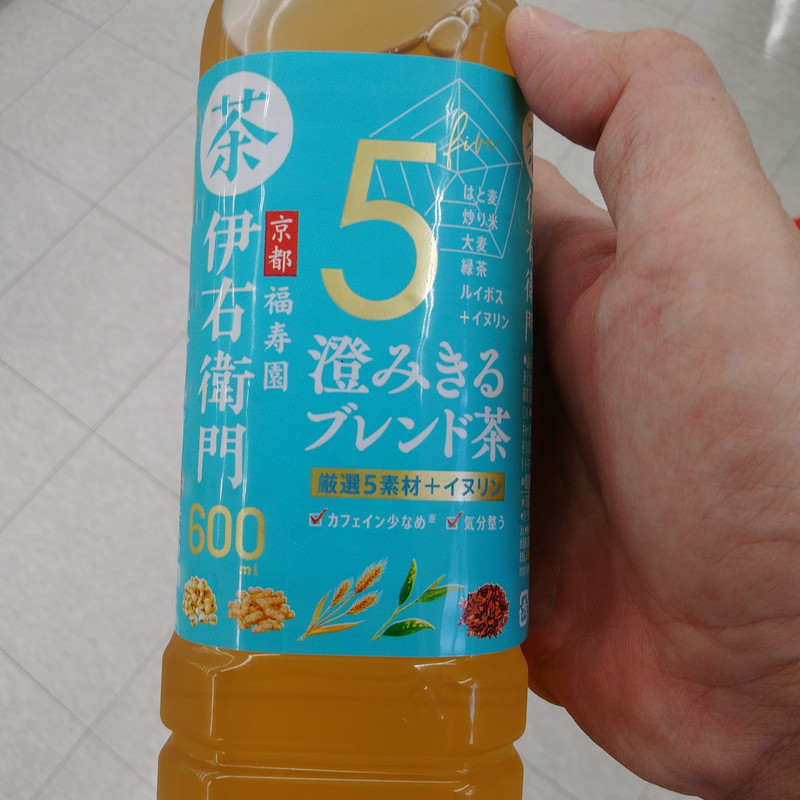 茶
伊右衛門
京都
福寿園
5
five
はと麦
炒り米
大麦
緑茶
ルイボス
+イヌリン
澄みきる
ブレンド茶
厳選5素材+イヌリン
カフェイン少なめ※
気分整う
600
ml
伊右衛門